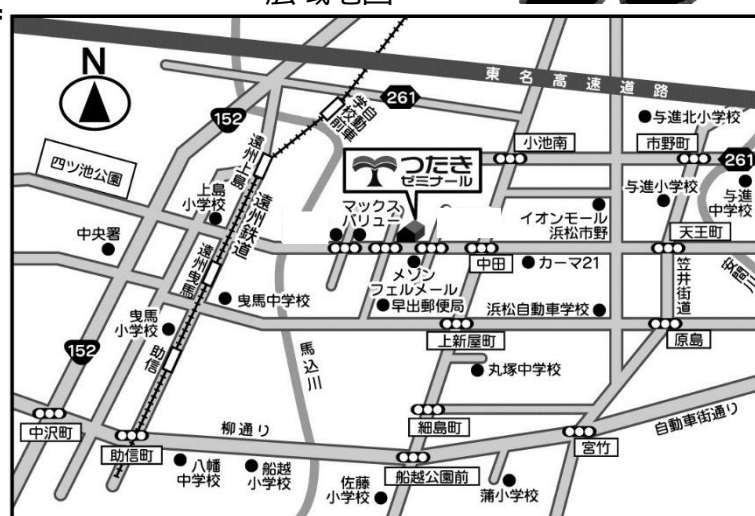 広域地図
N
東名高速道路
152
261
自動車
学校前
遠州上島
小池南
与進北小学校
市野町
261
四ツ池公園
つたき
ゼミナール
上島
小学校
遠州鉄道
マックス
バリュー
イオンモール
浜松市野
与進小学校
与進
中学校
中央署
遠州曳馬
天王町
中田
カーマ21
メゾン
フェルメール
笠井街道
安間川
曳馬中学校
早出郵便局
浜松自動車学校
曳馬
小学校
助信
馬込川
上新屋町
原島
152
丸塚中学校
中沢町
柳通り
細島町
自動車街通り
助信町
宮竹
八幡
中学校
船越
小学校
佐藤
小学校
船越公園前
蒲小学校